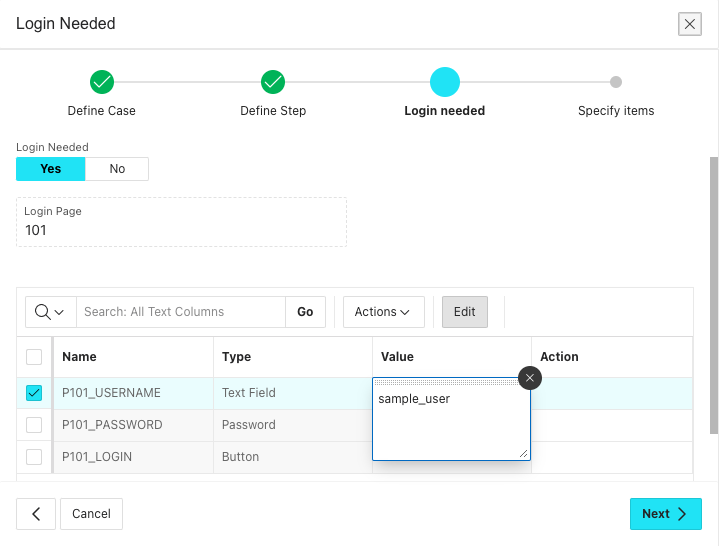 Login Needed
Define Case
Define Step
Login needed
Specify items
Login Needed
Yes No
Login Page
101
Search: All Text Columns Go Actions Edit
Name Type Value Action
P101_USERNAME Text Field sample_user
P101_PASSWORD Password
P101_LOGIN Button
Cancel Next